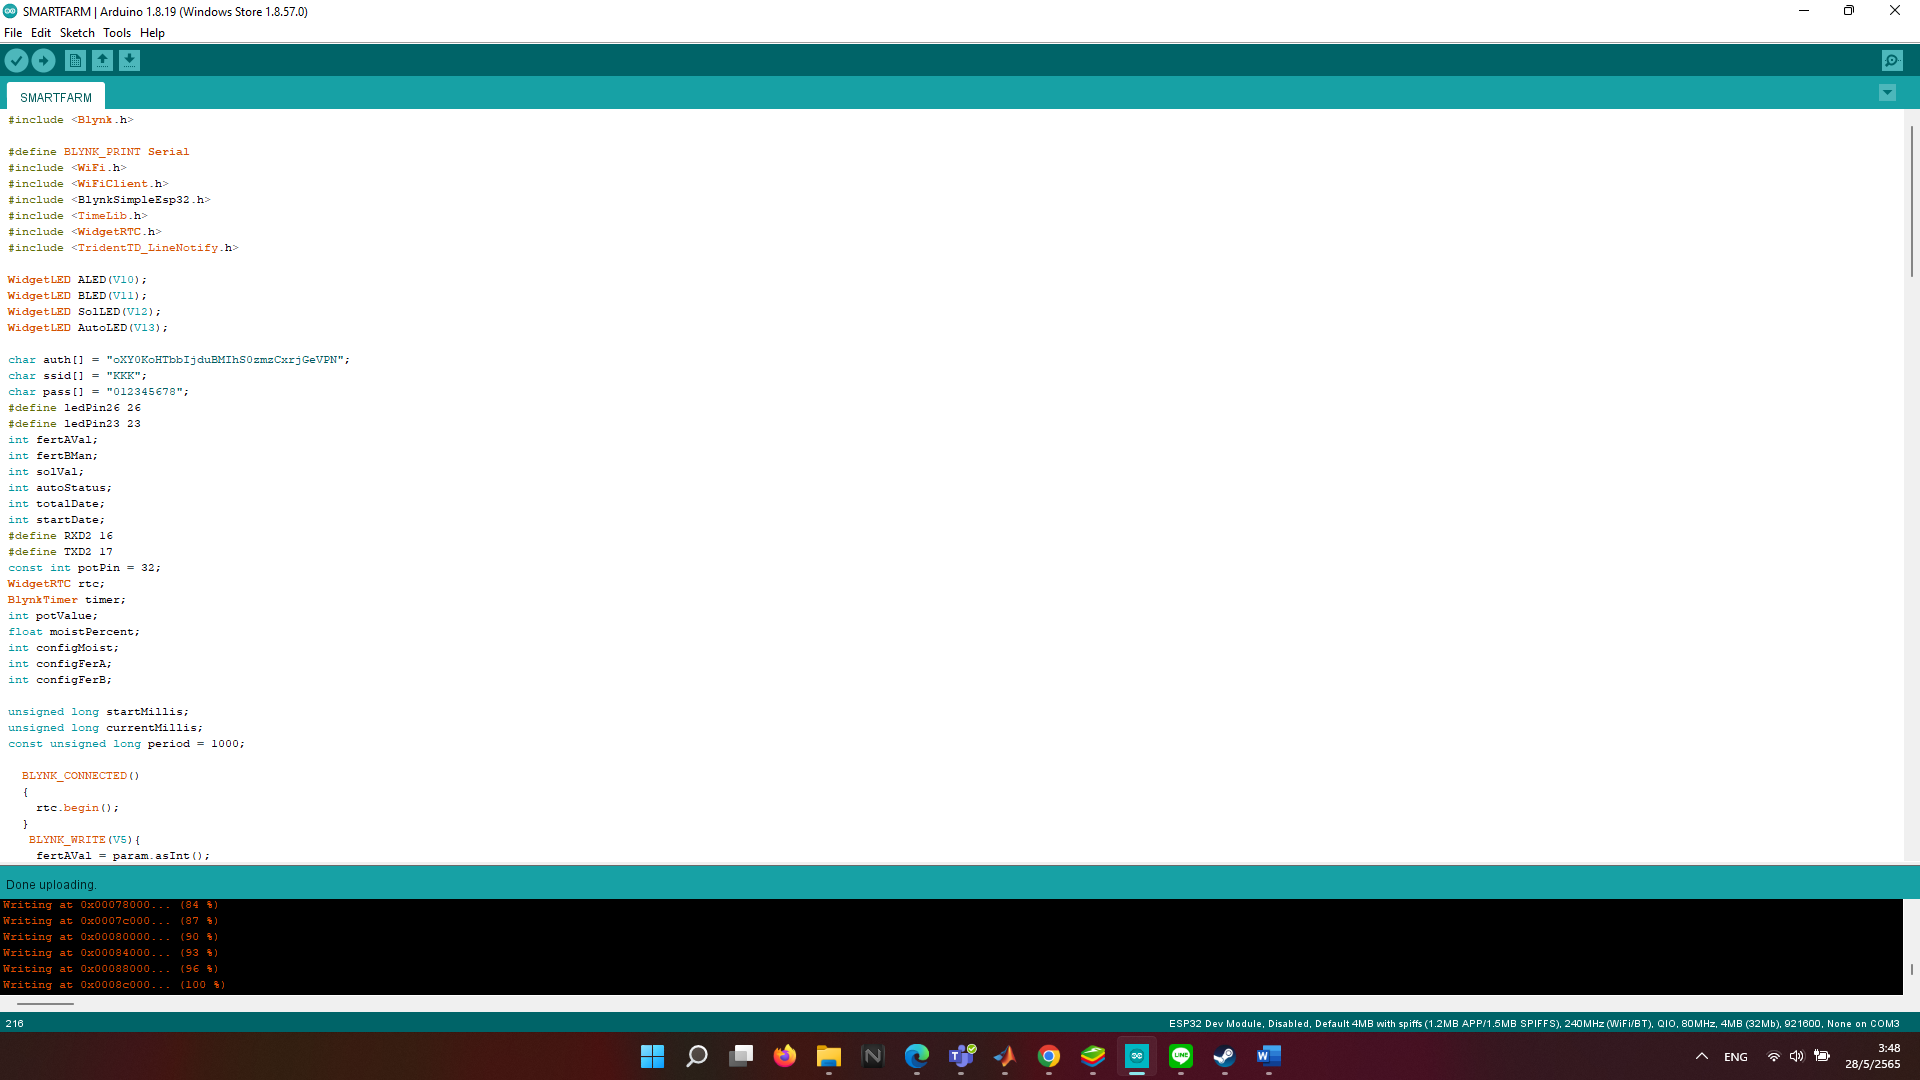 SMARTFARM | Arduino 1.8.19 (Windows Store 1.8.57.0)
File Edit Sketch Tools Help
SMARTFARM
#include <Blynk.h>
#define BLYNK_PRINT Serial
#include <WiFi.h>
#include <WiFiClient.h>
#include <BlynkSimpleEsp32.h>
#include <TimeLib.h>
#include <WidgetRTC.h>
#include <TridentTD_LineNotify.h>
WidgetLED ALED(V10);
WidgetLED BLED(V11);
WidgetLED SolLED(V12);
WidgetLED AutoLED(V13);
char auth[] = "oXY0KoHTbbIjduBMIhS0zmzCxrjGeVPN";
char ssid[] = "KKK";
char pass[] = "012345678";
#define ledPin26 26
#define ledPin23 23
int fertAVal;
int fertBMan;
int solVal;
int autoStatus;
int totalDate;
int startDate;
#define RXD2 16
#define TXD2 17
const int potPin = 32;
WidgetRTC rtc;
BlynkTimer timer;
int potValue;
float moistPercent;
int configMoist;
int configFerA;
int configFerB;
unsigned long startMillis;
unsigned long currentMillis;
const unsigned long period = 1000;
BLYNK_CONNECTED()
{
rtc.begin();
}
BLYNK_WRITE(V5){
fertAVal = param.asInt();
Done uploading.
Writing at 0x00078000... (84 %)
Writing at 0x0007c000... (87 %)
Writing at 0x00080000... (90 %)
Writing at 0x00084000... (93 %)
Writing at 0x00088000... (96 %)
Writing at 0x0008c000... (100 %)
216
ESP32 Dev Module, Disabled, Default 4MB with spiffs (1.2MB APP/1.5MB SPIFFS), 240MHz (WiFi/BT), QIO, 80MHz, 4MB (32Mb), 921600, None on COM3
ENG
3:48
28/5/2565